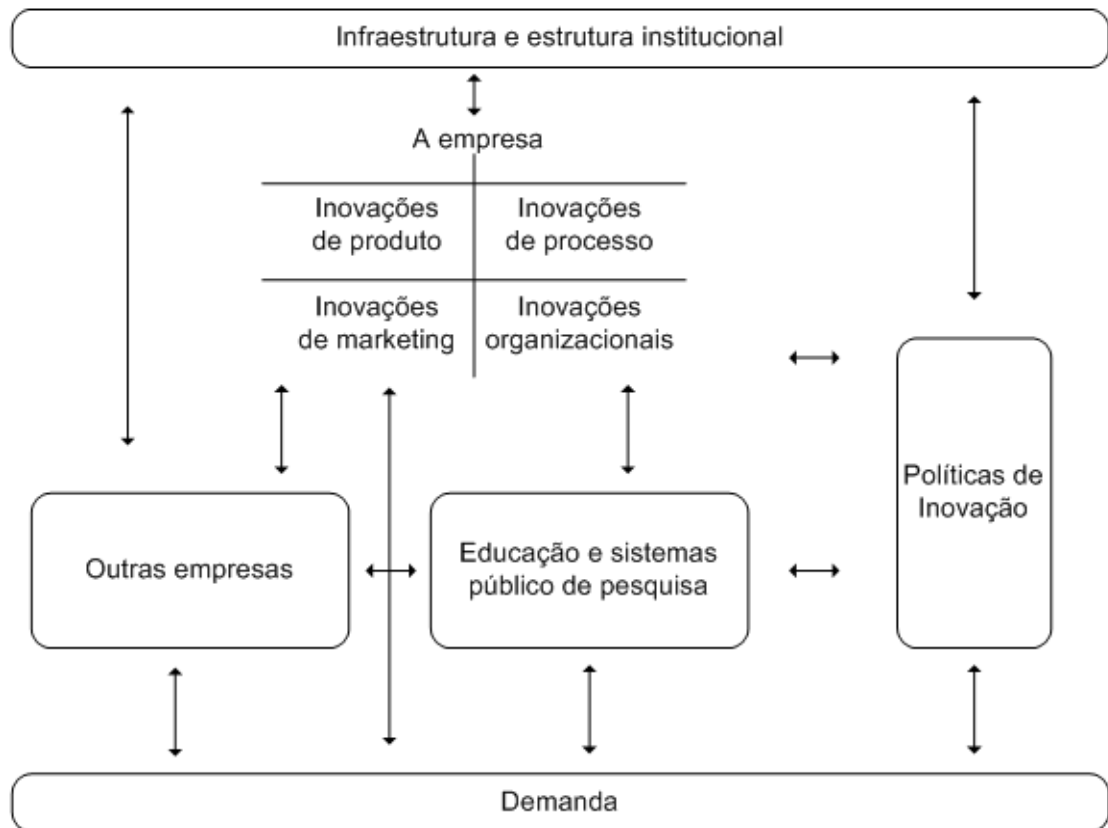 Infraestrutura e estrutura institucional
A empresa
Inovações
de produto
Inovações
de processo
Inovações
de marketing
Inovações
organizacionais
Políticas de
Inovação
Outras empresas
Educação e sistemas
público de pesquisa
Demanda